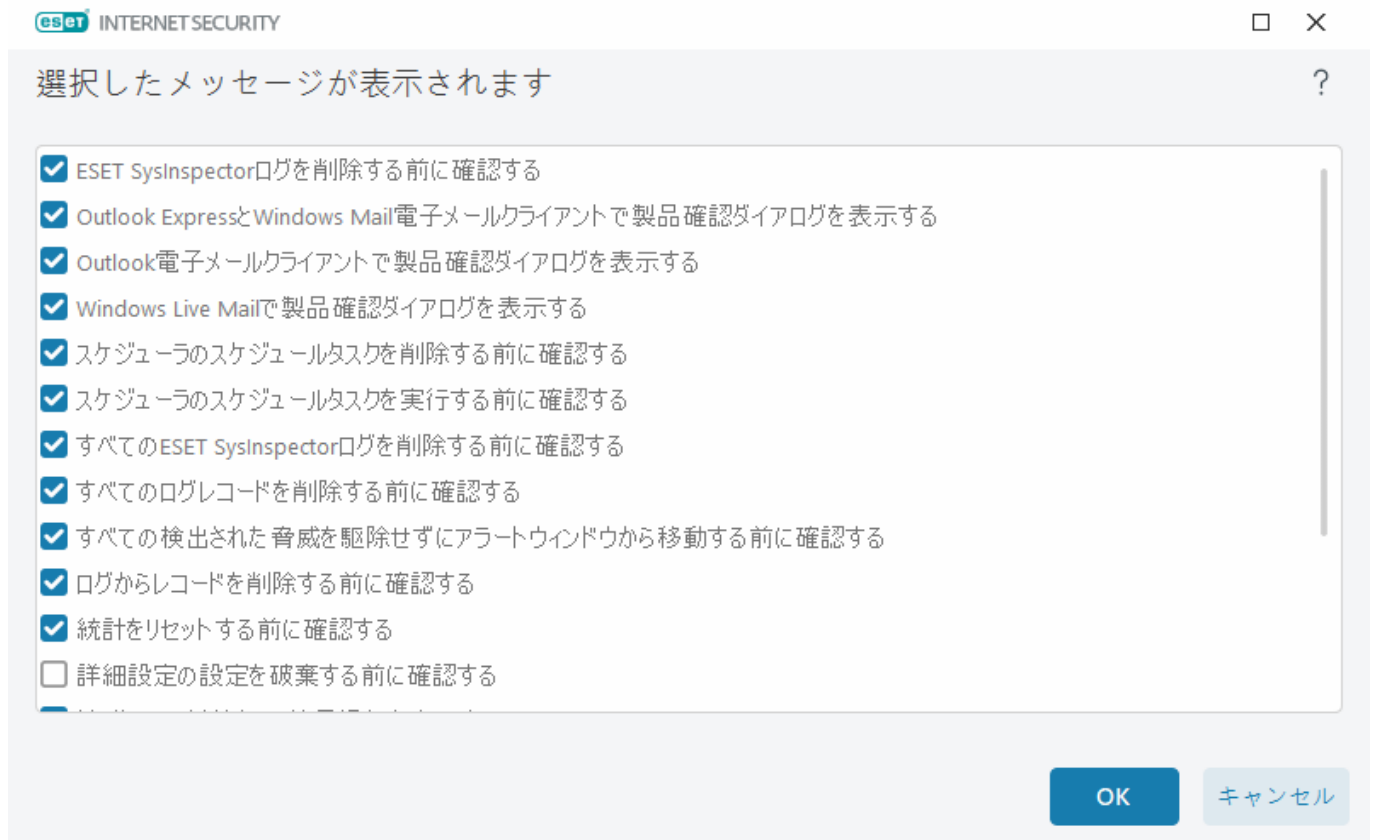 eset INTERNET SECURITY
選択したメッセージが表示されます
?
ESET SysInspectorログを削除する前に確認する
Outlook ExpressとWindows Mail電子メールクライアントで製品確認ダイアログを表示する
Outlook電子メールクライアントで製品確認ダイアログを表示する
Windows Live Mailで製品確認ダイアログを表示する
スケジューラのスケジュールタスクを削除する前に確認する
スケジューラのスケジュールタスクを実行する前に確認する
すべてのESET SysInspectorログを削除する前に確認する
すべてのログレコードを削除する前に確認する
すべての検出された脅威を駆除せずにアラートウィンドウから移動する前に確認する
ログからレコードを削除する前に確認する
統計をリセットする前に確認する
詳細設定の設定を破棄する前に確認する
OK
キャンセル